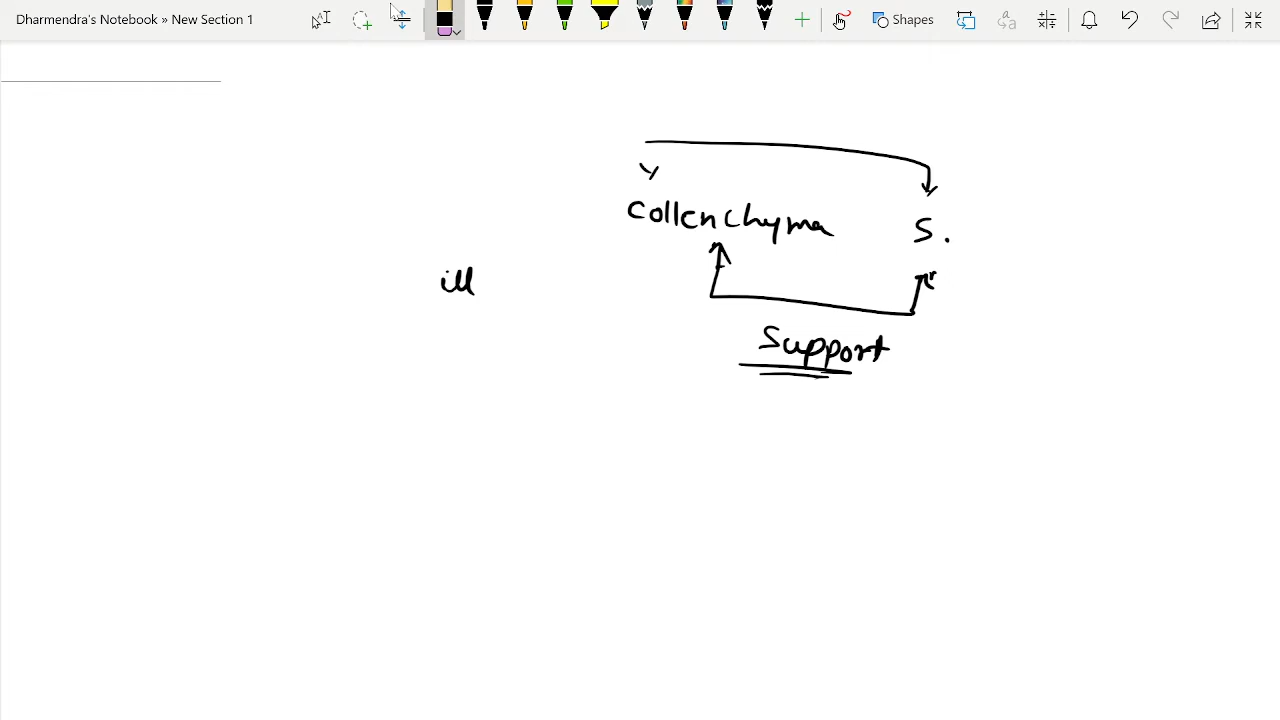 Dharmendra's Notebook » New Section 1
Shapes
Collenchyma S.
ill
Support